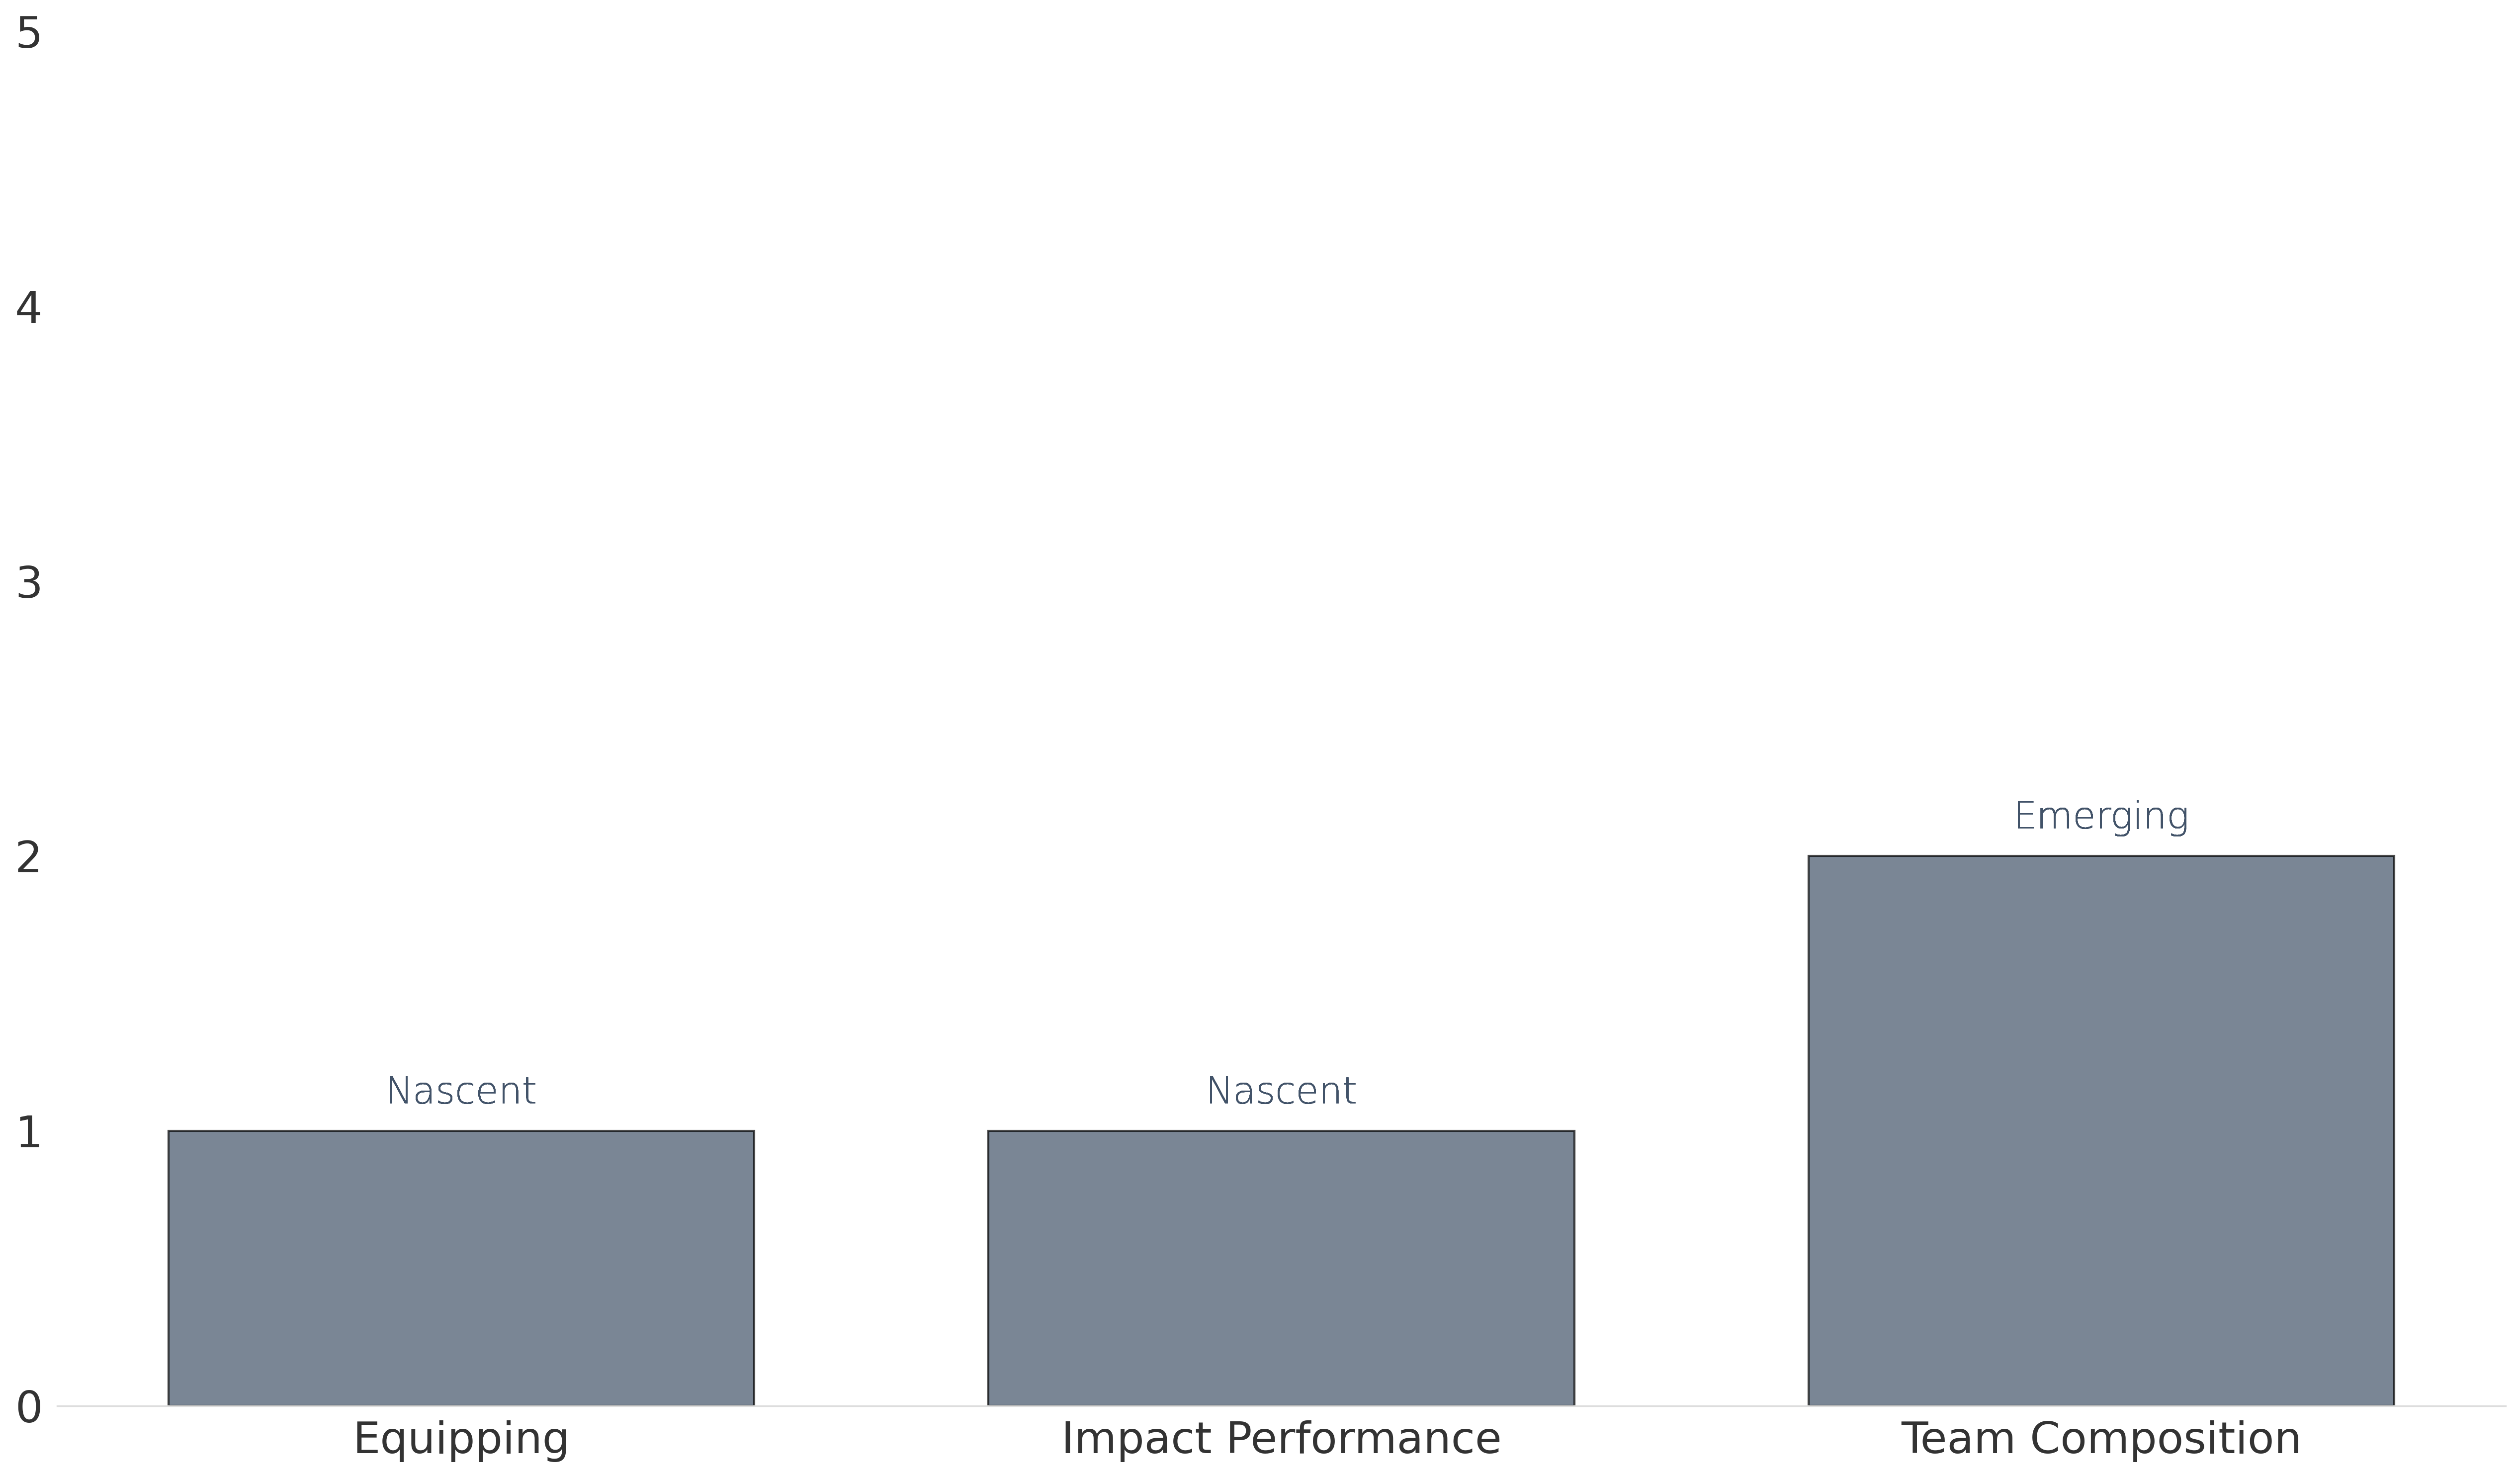 5
4
3
2
1
0
Emerging
Nascent
Nascent
Equipping
Impact Performance
Team Composition